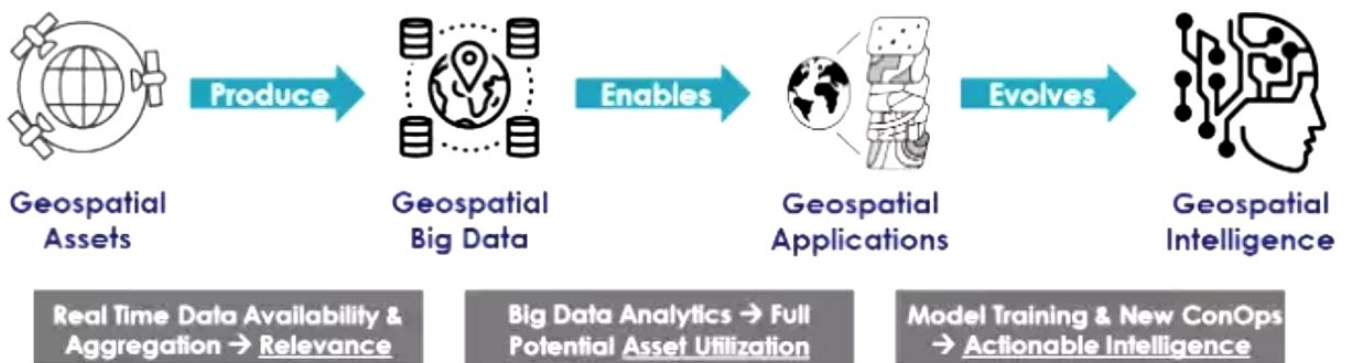 Produce
Enables
Evolves
Geospatial
Assets
Geospatial
Big Data
Geospatial
Applications
Geospatial
Intelligence
Real Time Data Availability &
Aggregation → Relevance
Big Data Analytics → Full
Potential Asset Utilization
Model Training & New ConOps
→ Actionable Intelligence